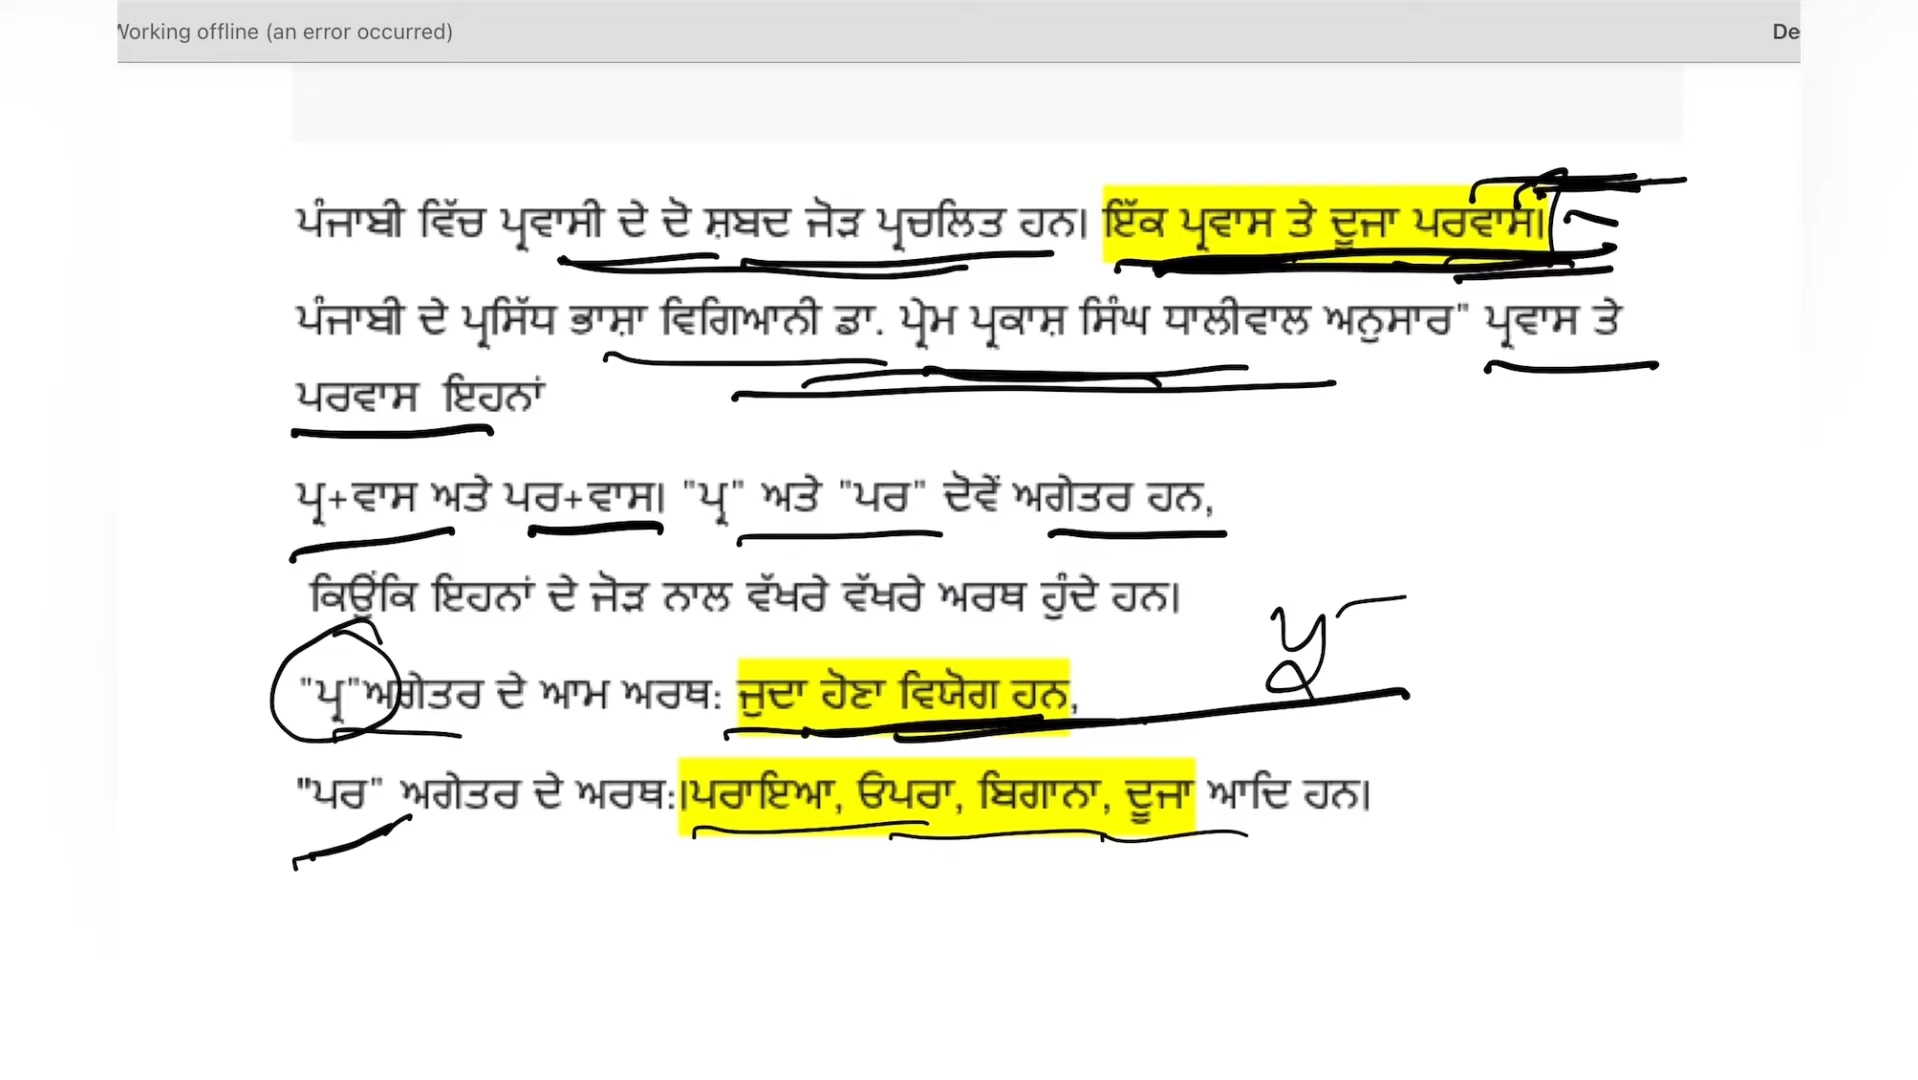 Working offline (an error occurred)
De
ਪੰਜਾਬੀ ਵਿੱਚ ਪ੍ਰਵਾਸੀ ਦੇ ਦੋ ਸ਼ਬਦ ਜੋੜ ਪ੍ਰਚਲਿਤ ਹਨ। ਇੱਕ ਪ੍ਰਵਾਸ ਤੇ ਦੂਜਾ ਪਰਵਾਸ।
ਪੰਜਾਬੀ ਦੇ ਪ੍ਰਸਿੱਧ ਭਾਸ਼ਾ ਵਿਗਿਆਨੀ ਡਾ. ਪ੍ਰੇਮ ਪ੍ਰਕਾਸ਼ ਸਿੰਘ ਧਾਲੀਵਾਲ ਅਨੁਸਾਰ" ਪ੍ਰਵਾਸ ਤੇ
ਪਰਵਾਸ ਇਹਨਾਂ
ਪ੍ਰ+ਵਾਸ ਅਤੇ ਪਰ+ਵਾਸ। "ਪ੍ਰ" ਅਤੇ "ਪਰ" ਦੋਵੇਂ ਅਗੇਤਰ ਹਨ,
ਕਿਉਂਕਿ ਇਹਨਾਂ ਦੇ ਜੋੜ ਨਾਲ ਵੱਖਰੇ ਵੱਖਰੇ ਅਰਥ ਹੁੰਦੇ ਹਨ।
"ਪ੍ਰ"ਅਗੇਤਰ ਦੇ ਆਮ ਅਰਥ: ਜੁਦਾ ਹੋਣਾ ਵਿਯੋਗ ਹਨ,
"ਪਰ" ਅਗੇਤਰ ਦੇ ਅਰਥ:।ਪਰਾਇਆ, ਓਪਰਾ, ਬਿਗਾਨਾ, ਦੂਜਾ ਆਦਿ ਹਨ।